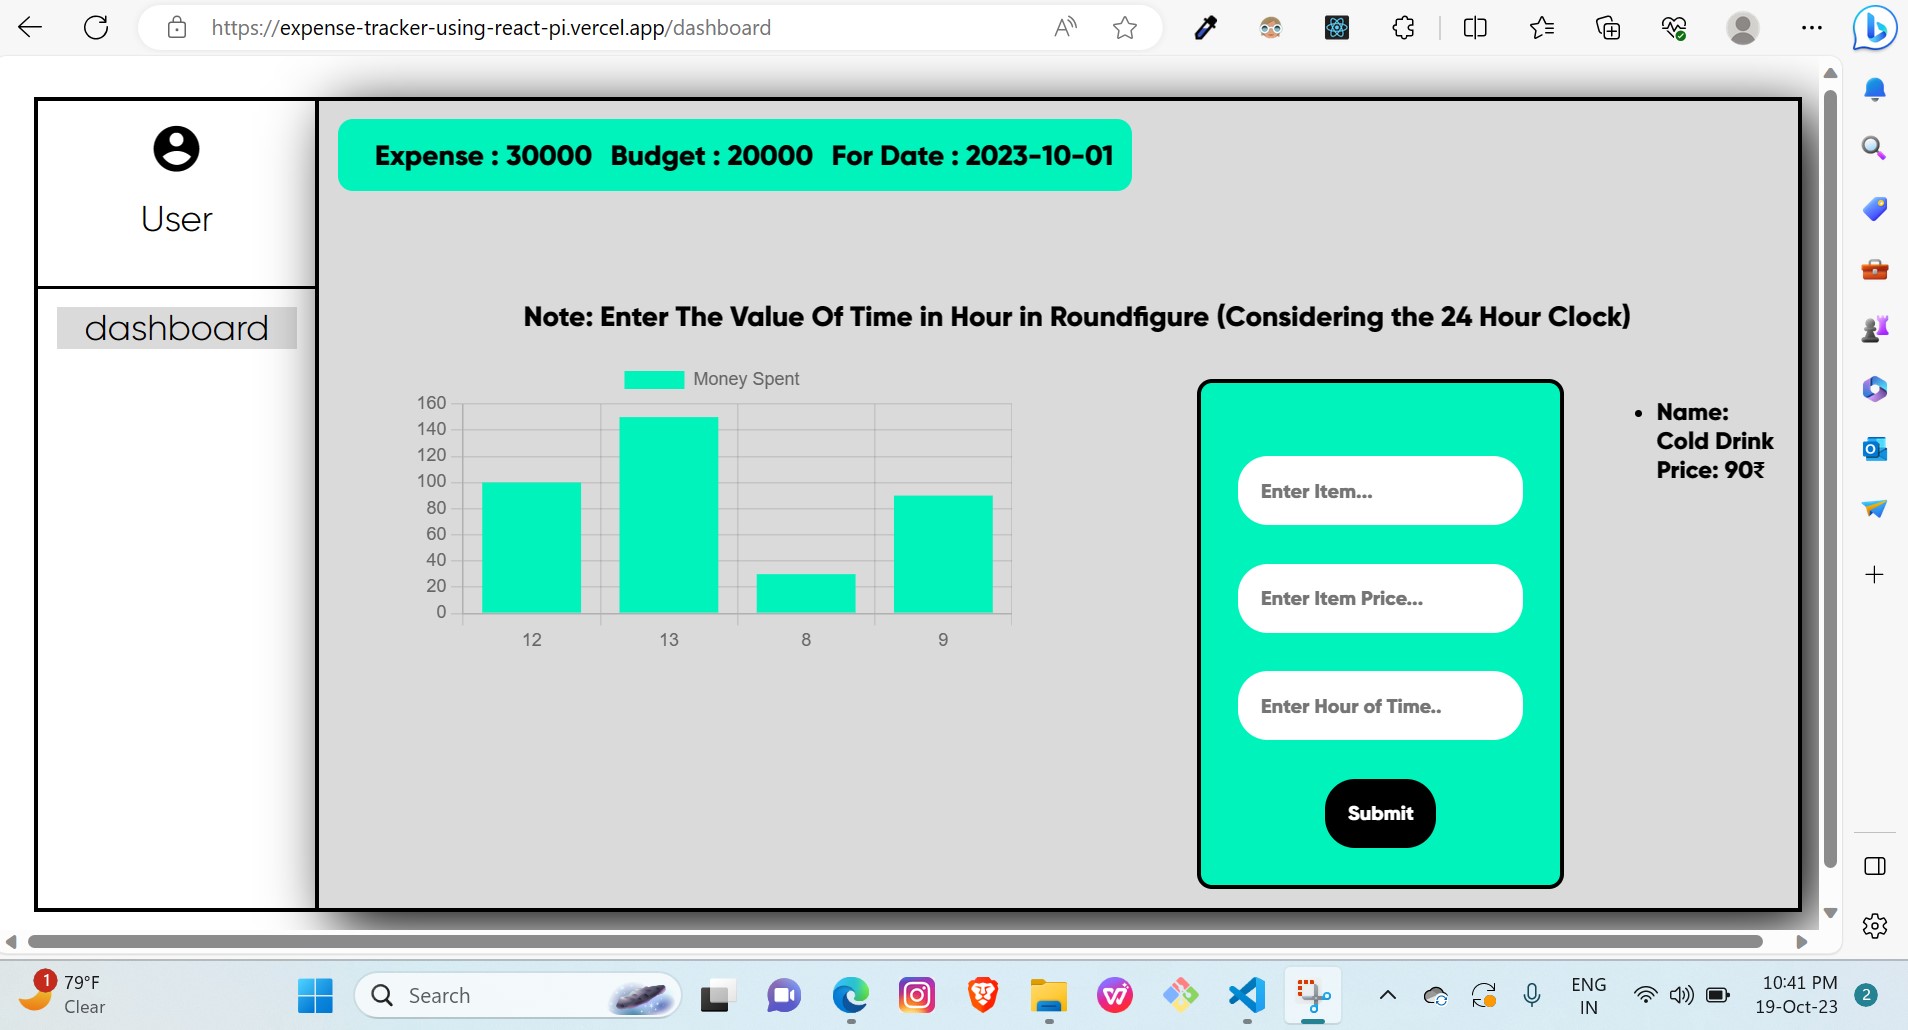 https://expense-tracker-using-react-pi.vercel.app/dashboard
User
dashboard
Expense : 30000 Budget : 20000 For Date : 2023-10-01
Note: Enter The Value Of Time in Hour in Roundfigure (Considering the 24 Hour Clock)
Money Spent
160
140
120
100
80
60
40
20
0
12 13 8 9
Enter Item...
Enter Item Price...
Enter Hour of Time..
Submit
Name:
Cold Drink
Price: 90₹
1
79°F
Clear
Search
ENG
IN
10:41 PM
19-Oct-23
2